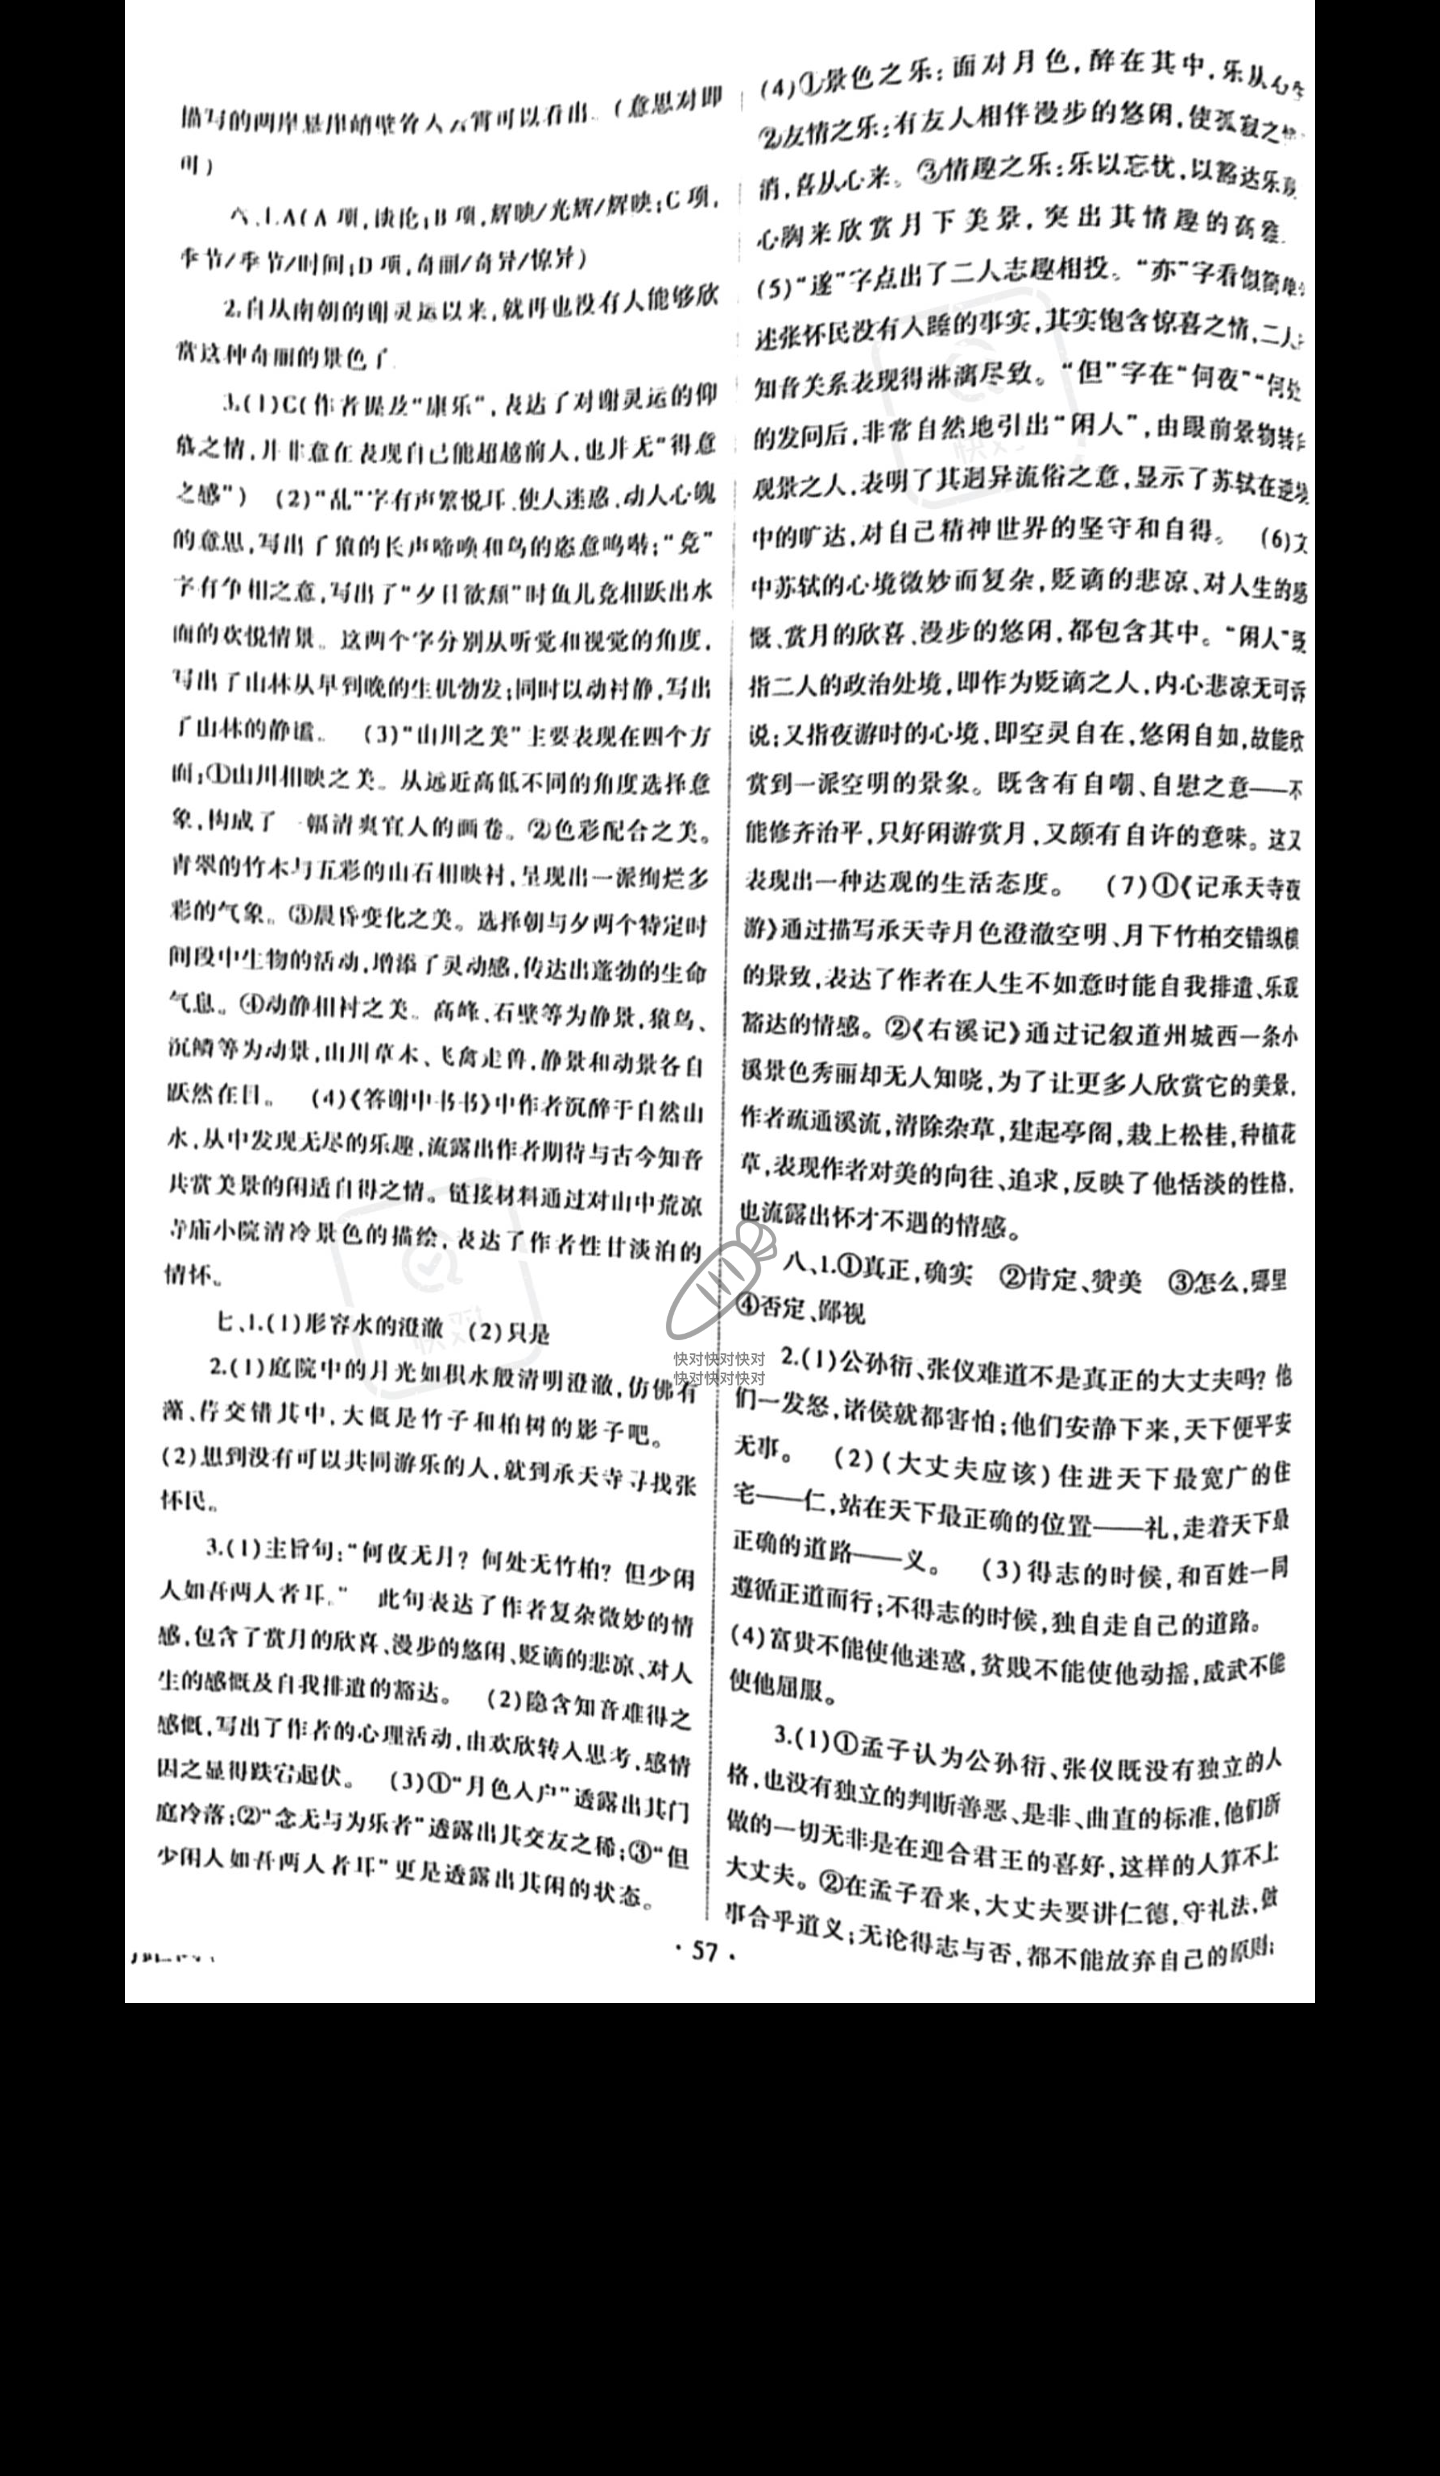 描写的两岸悬崖峭壁耸入云霄可以看出。(意思对即
可)
六、1.A(A项,谈论;B项,辉映/光辉/辉映;C项,
季节/季节/时间;D项,奇丽/奇异/惊异)
2.自从南朝的谢灵运以来,就再也没有人能够欣
赏这种奇丽的景色了。
3.(1)C(作者提及“康乐”,表达了对谢灵运的仰
慕之情,并非意在表现自己能超越前人,也并无“得意
之感”) (2)“乱”字有声繁悦耳、使人迷惑、动人心魄
的意思,写出了猿的长声啼唤和鸟的恣意鸣啭;“竞”
字有争相之意,写出了“夕日欲颓”时鱼儿竞相跃出水
面的欢悦情景。这两个字分别从听觉和视觉的角度,
写出了山林从早到晚的生机勃发;同时以动衬静,写出
了山林的静谧。 (3)“山川之美”主要表现在四个方
面:①山川相映之美。从远近高低不同的角度选择意
象,构成了一幅清爽宜人的画卷。②色彩配合之美。
青翠的竹木与五彩的山石相映衬,呈现出一派绚烂多
彩的气象。③晨昏变化之美。选择朝与夕两个特定时
间段中生物的活动,增添了灵动感,传达出蓬勃的生命
气息。④动静相衬之美。高峰、石壁等为静景,猿鸟、
沉鳞等为动景,山川草木、飞禽走兽,静景和动景各自
跃然在目。 (4)《答谢中书书》中作者沉醉于自然山
水,从中发现无尽的乐趣,流露出作者期待与古今知音
共赏美景的闲适自得之情。链接材料通过对山中荒凉
寺庙小院清冷景色的描绘,表达了作者性甘淡泊的
情怀。
七、1.(1)形容水的澄澈 (2)只是
2.(1)庭院中的月光如积水般清明澄澈,仿佛有
藻、荇交错其中,大概是竹子和柏树的影子吧。
(2)想到没有可以共同游乐的人,就到承天寺寻找张
怀民。
3.(1)主旨句:“何夜无月?何处无竹柏?但少闲
人如吾两人者耳。” 此句表达了作者复杂微妙的情
感,包含了赏月的欣喜、漫步的悠闲、贬谪的悲凉、对人
生的感慨及自我排遣的豁达。 (2)隐含知音难得之
感慨,写出了作者的心理活动,由欢欣转入思考,感情
因之显得跌宕起伏。 (3)①“月色入户”透露出其门
庭冷落;②“念无与为乐者”透露出其交友之稀;③“但
少闲人如吾两人者耳”更是透露出其闲的状态。
(4)①景色之乐:面对月色,醉在其中,乐从心生
②友情之乐:有友人相伴漫步的悠闲,使孤寂之
消,喜从心来。③情趣之乐:乐以忘忧,以豁达乐观
心胸来欣赏月下美景,突出其情趣的高雅。
(5)“遂”字点出了二人志趣相投。“亦”字看似简单
述张怀民没有入睡的事实,其实饱含惊喜之情,二人
知音关系表现得淋漓尽致。“但”字在“何夜”“何处
的发问后,非常自然地引出“闲人”,由眼前景物转
观景之人,表明了其迥异流俗之意,显示了苏轼在逆境
中的旷达,对自己精神世界的坚守和自得。 (6)文
中苏轼的心境微妙而复杂,贬谪的悲凉、对人生的感
慨、赏月的欣喜、漫步的悠闲,都包含其中。“闲人”既
指二人的政治处境,即作为贬谪之人,内心悲凉无可诉
说;又指夜游时的心境,即空灵自在,悠闲自如,故能欣
赏到一派空明的景象。既含有自嘲、自慰之意——不
能修齐治平,只好闲游赏月,又颇有自许的意味。这又
表现出一种达观的生活态度。 (7)①《记承天寺夜
游》通过描写承天寺月色澄澈空明、月下竹柏交错纵横
的景致,表达了作者在人生不如意时能自我排遣、乐观
豁达的情感。②《右溪记》通过记叙道州城西一条小
溪景色秀丽却无人知晓,为了让更多人欣赏它的美景,
作者疏通溪流,清除杂草,建起亭阁,栽上松桂,种植花
草,表现作者对美的向往、追求,反映了他恬淡的性格,
也流露出怀才不遇的情感。
八、1.①真正,确实 ②肯定、赞美 ③怎么,哪里
④否定、鄙视
2.(1)公孙衍、张仪难道不是真正的大丈夫吗?他
们一发怒,诸侯就都害怕;他们安静下来,天下便平安
无事。 (2)(大丈夫应该)住进天下最宽广的住
宅——仁,站在天下最正确的位置——礼,走着天下最
正确的道路——义。 (3)得志的时候,和百姓一同
遵循正道而行;不得志的时候,独自走自己的道路。
(4)富贵不能使他迷惑,贫贱不能使他动摇,威武不能
使他屈服。
3.(1)①孟子认为公孙衍、张仪既没有独立的人
格,也没有独立的判断善恶、是非、曲直的标准,他们所
做的一切无非是在迎合君王的喜好,这样的人算不上
大丈夫。②在孟子看来,大丈夫要讲仁德,守礼法,做
事合乎道义;无论得志与否,都不能放弃自己的原则;
·57·
快对快对快对
快对快对快对
快对
快对